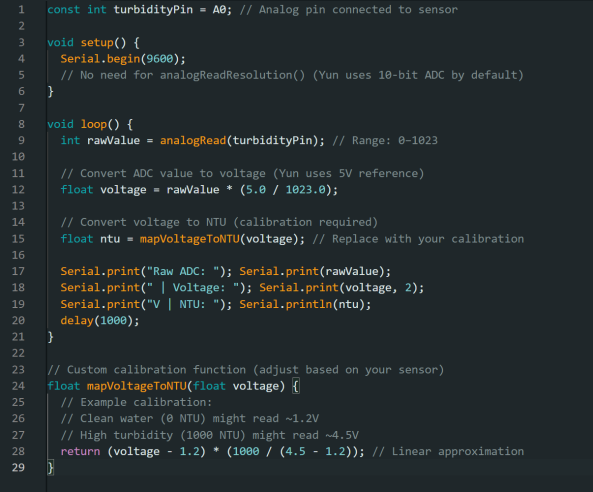 1 const int turbidityPin = A0; // Analog pin connected to sensor
2
3 void setup() {
4   Serial.begin(9600);
5   // No need for analogReadResolution() (Yun uses 10-bit ADC by default)
6 }
7
8 void loop() {
9   int rawValue = analogRead(turbidityPin); // Range: 0–1023
10
11   // Convert ADC value to voltage (Yun uses 5V reference)
12   float voltage = rawValue * (5.0 / 1023.0);
13
14   // Convert voltage to NTU (calibration required)
15   float ntu = mapVoltageToNTU(voltage); // Replace with your calibration
16
17   Serial.print("Raw ADC: "); Serial.print(rawValue);
18   Serial.print(" | Voltage: "); Serial.print(voltage, 2);
19   Serial.print("V | NTU: "); Serial.println(ntu);
20   delay(1000);
21 }
22
23 // Custom calibration function (adjust based on your sensor)
24 float mapVoltageToNTU(float voltage) {
25   // Example calibration:
26   // Clean water (0 NTU) might read ~1.2V
27   // High turbidity (1000 NTU) might read ~4.5V
28   return (voltage - 1.2) * (1000 / (4.5 - 1.2)); // Linear approximation
29 }